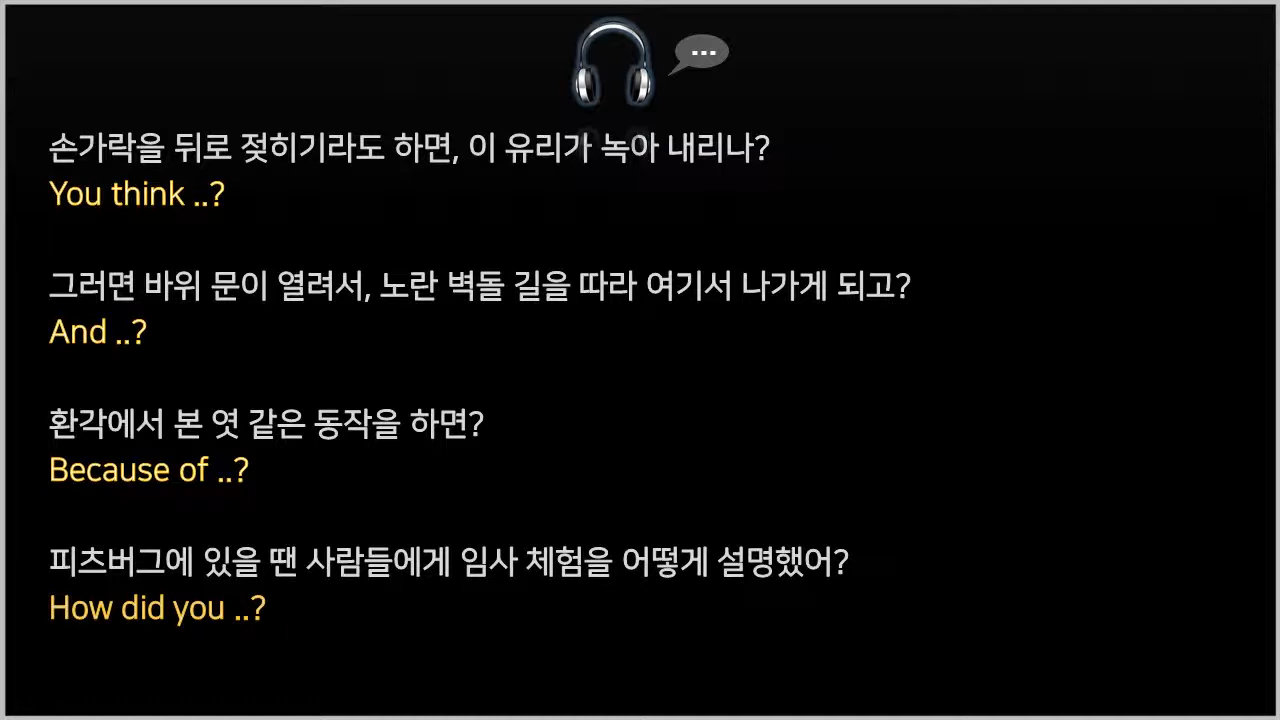 손가락을 뒤로 젖히기라도 하면, 이 유리가 녹아 내리나?
You think ..?
그러면 바위 문이 열려서, 노란 벽돌 길을 따라 여기서 나가게 되고?
And ..?
환각에서 본 엿 같은 동작을 하면?
Because of ..?
피츠버그에 있을 땐 사람들에게 임사 체험을 어떻게 설명했어?
How did you ..?